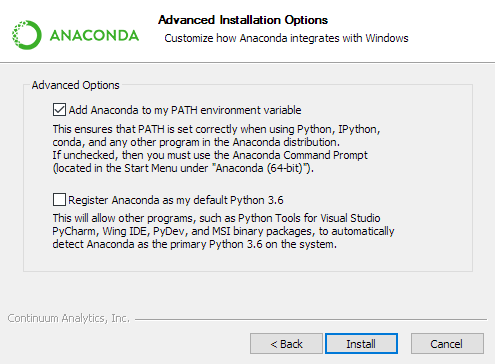 Advanced Installation Options
Customize how Anaconda integrates with Windows
ANACONDA
Advanced Options
Add Anaconda to my PATH environment variable
This ensures that PATH is set correctly when using Python, IPython,
conda, and any other program in the Anaconda distribution.
If unchecked, then you must use the Anaconda Command Prompt
(located in the Start Menu under "Anaconda (64-bit)").
Register Anaconda as my default Python 3.6
This will allow other programs, such as Python Tools for Visual Studio
PyCharm, Wing IDE, PyDev, and MSI binary packages, to automatically
detect Anaconda as the primary Python 3.6 on the system.
Continuum Analytics, Inc.
< Back
Install
Cancel